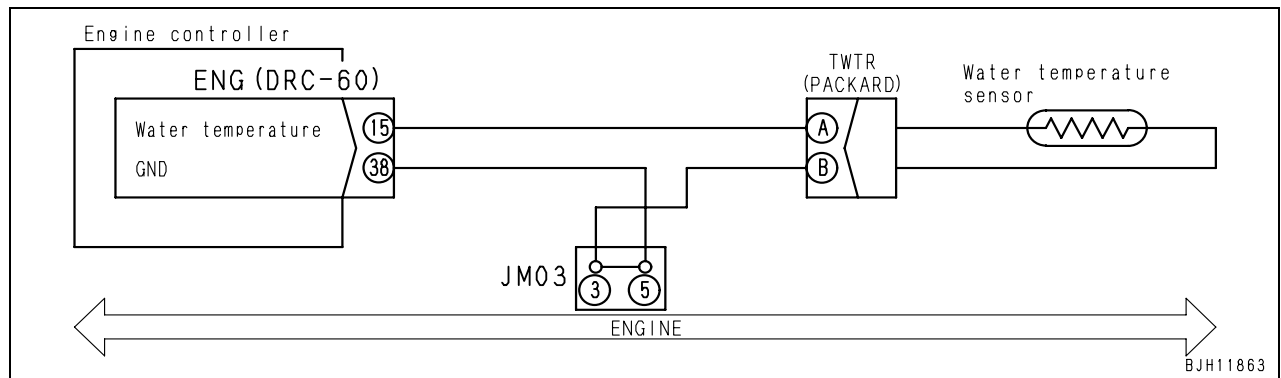 Engine controller
ENG (DRC-60)
Water temperature
15
GND
38
TWTR
(PACKARD)
A
B
Water temperature
sensor
JM03
3
5
ENGINE
BJH11863